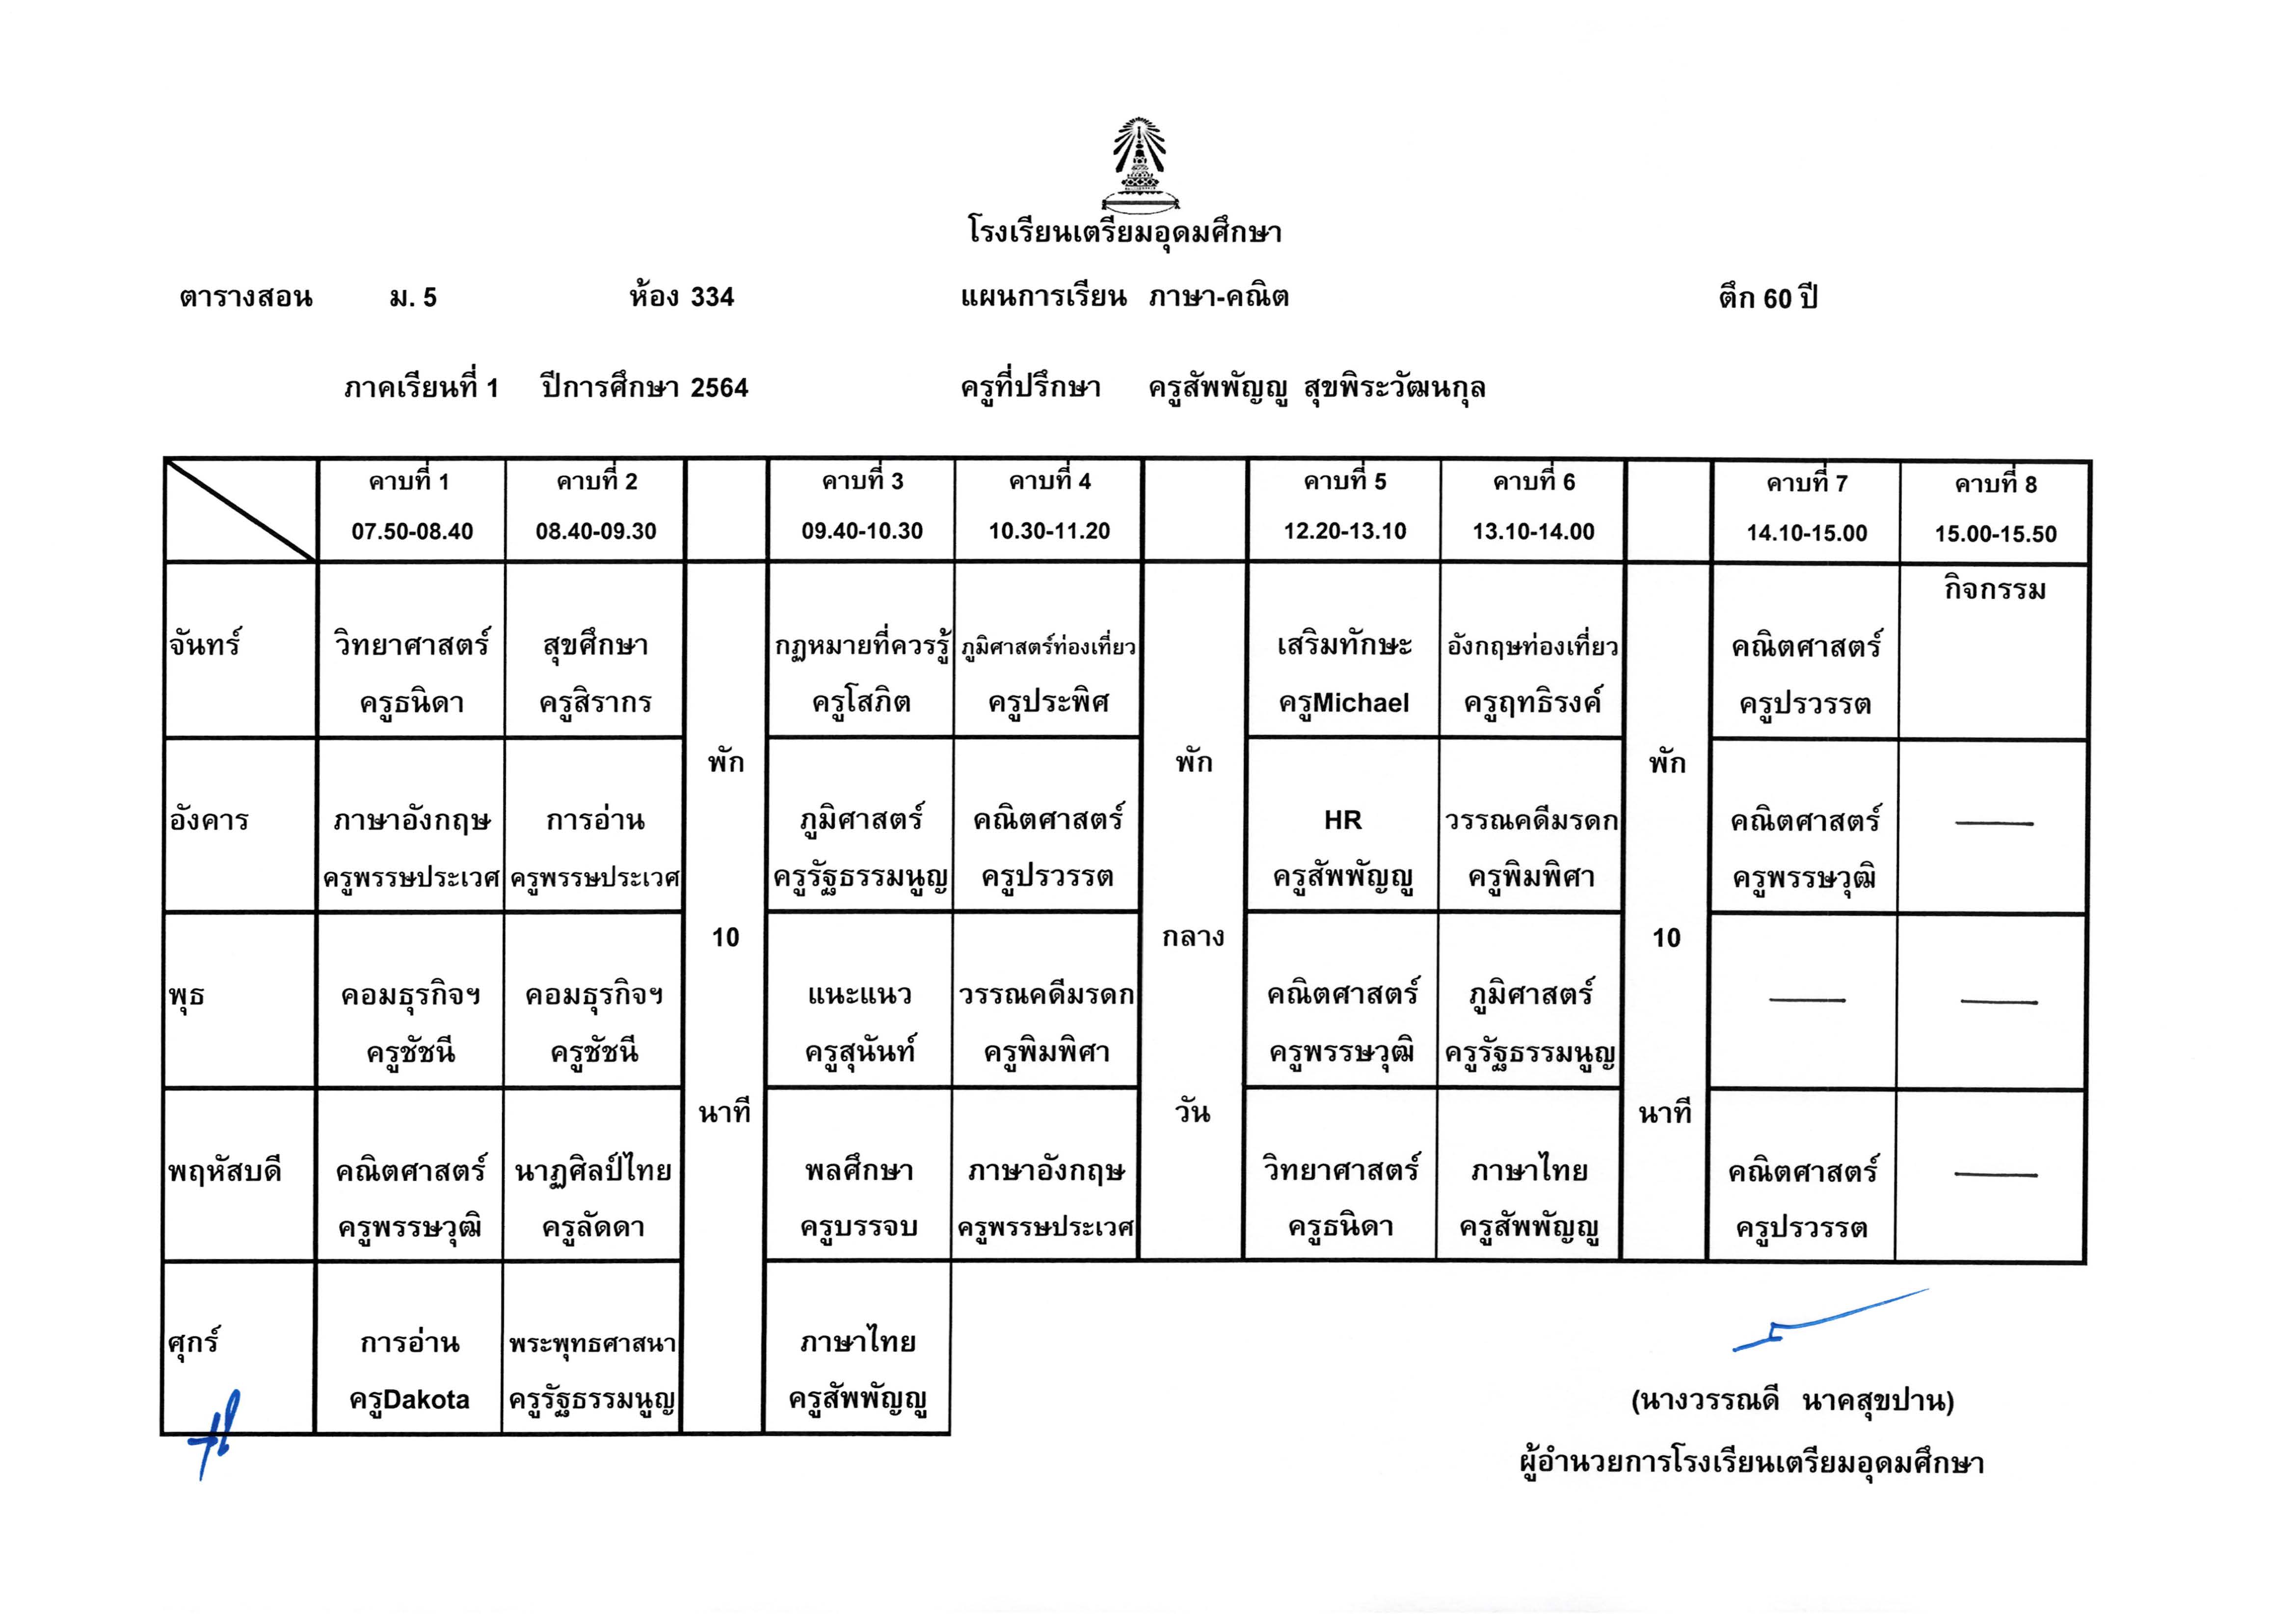 โรงเรียนเตรียมอุดมศึกษา
ตารางสอน ม. 5 ห้อง 334 แผนการเรียน ภาษา-คณิต ตึก 60 ปี
ภาคเรียนที่ 1 ปีการศึกษา 2564 ครูที่ปรึกษา ครูสัพพัญญู สุขพิระวัฒนกุล
คาบที่ 1 คาบที่ 2 คาบที่ 3 คาบที่ 4 คาบที่ 5 คาบที่ 6 คาบที่ 7 คาบที่ 8
07.50-08.40 08.40-09.30 09.40-10.30 10.30-11.20 12.20-13.10 13.10-14.00 14.10-15.00 15.00-15.50
กิจกรรม
จันทร์ วิทยาศาสตร์ สุขศึกษา กฏหมายที่ควรรู้ ภูมิศาสตร์ท่องเที่ยว เสริมทักษะ อังกฤษท่องเที่ยว คณิตศาสตร์
ครูธนิดา ครูสิรากร ครูโสภิต ครูประพิศ ครูMichael ครูฤทธิรงค์ ครูปรวรรต
พัก พัก พัก
อังคาร ภาษาอังกฤษ การอ่าน ภูมิศาสตร์ คณิตศาสตร์ HR วรรณคดีมรดก คณิตศาสตร์
ครูพรรษประเวศ ครูพรรษประเวศ ครูรัฐธรรมนูญ ครูปรวรรต ครูสัพพัญญู ครูพิมพิศา ครูพรรษวุฒิ
10 กลาง 10
พุธ คอมธุรกิจฯ คอมธุรกิจฯ แนะแนว วรรณคดีมรดก คณิตศาสตร์ ภูมิศาสตร์
ครูชัชนี ครูชัชนี ครูสุนันท์ ครูพิมพิศา ครูพรรษวุฒิ ครูรัฐธรรมนูญ
นาที วัน นาที
พฤหัสบดี คณิตศาสตร์ นาฏศิลป์ไทย พลศึกษา ภาษาอังกฤษ วิทยาศาสตร์ ภาษาไทย คณิตศาสตร์
ครูพรรษวุฒิ ครูลัดดา ครูบรรจบ ครูพรรษประเวศ ครูธนิดา ครูสัพพัญญู ครูปรวรรต
ศุกร์ การอ่าน พระพุทธศาสนา ภาษาไทย
ครูDakota ครูรัฐธรรมนูญ ครูสัพพัญญู
(นางวรรณดี นาคสุขปาน)
ผู้อำนวยการโรงเรียนเตรียมอุดมศึกษา